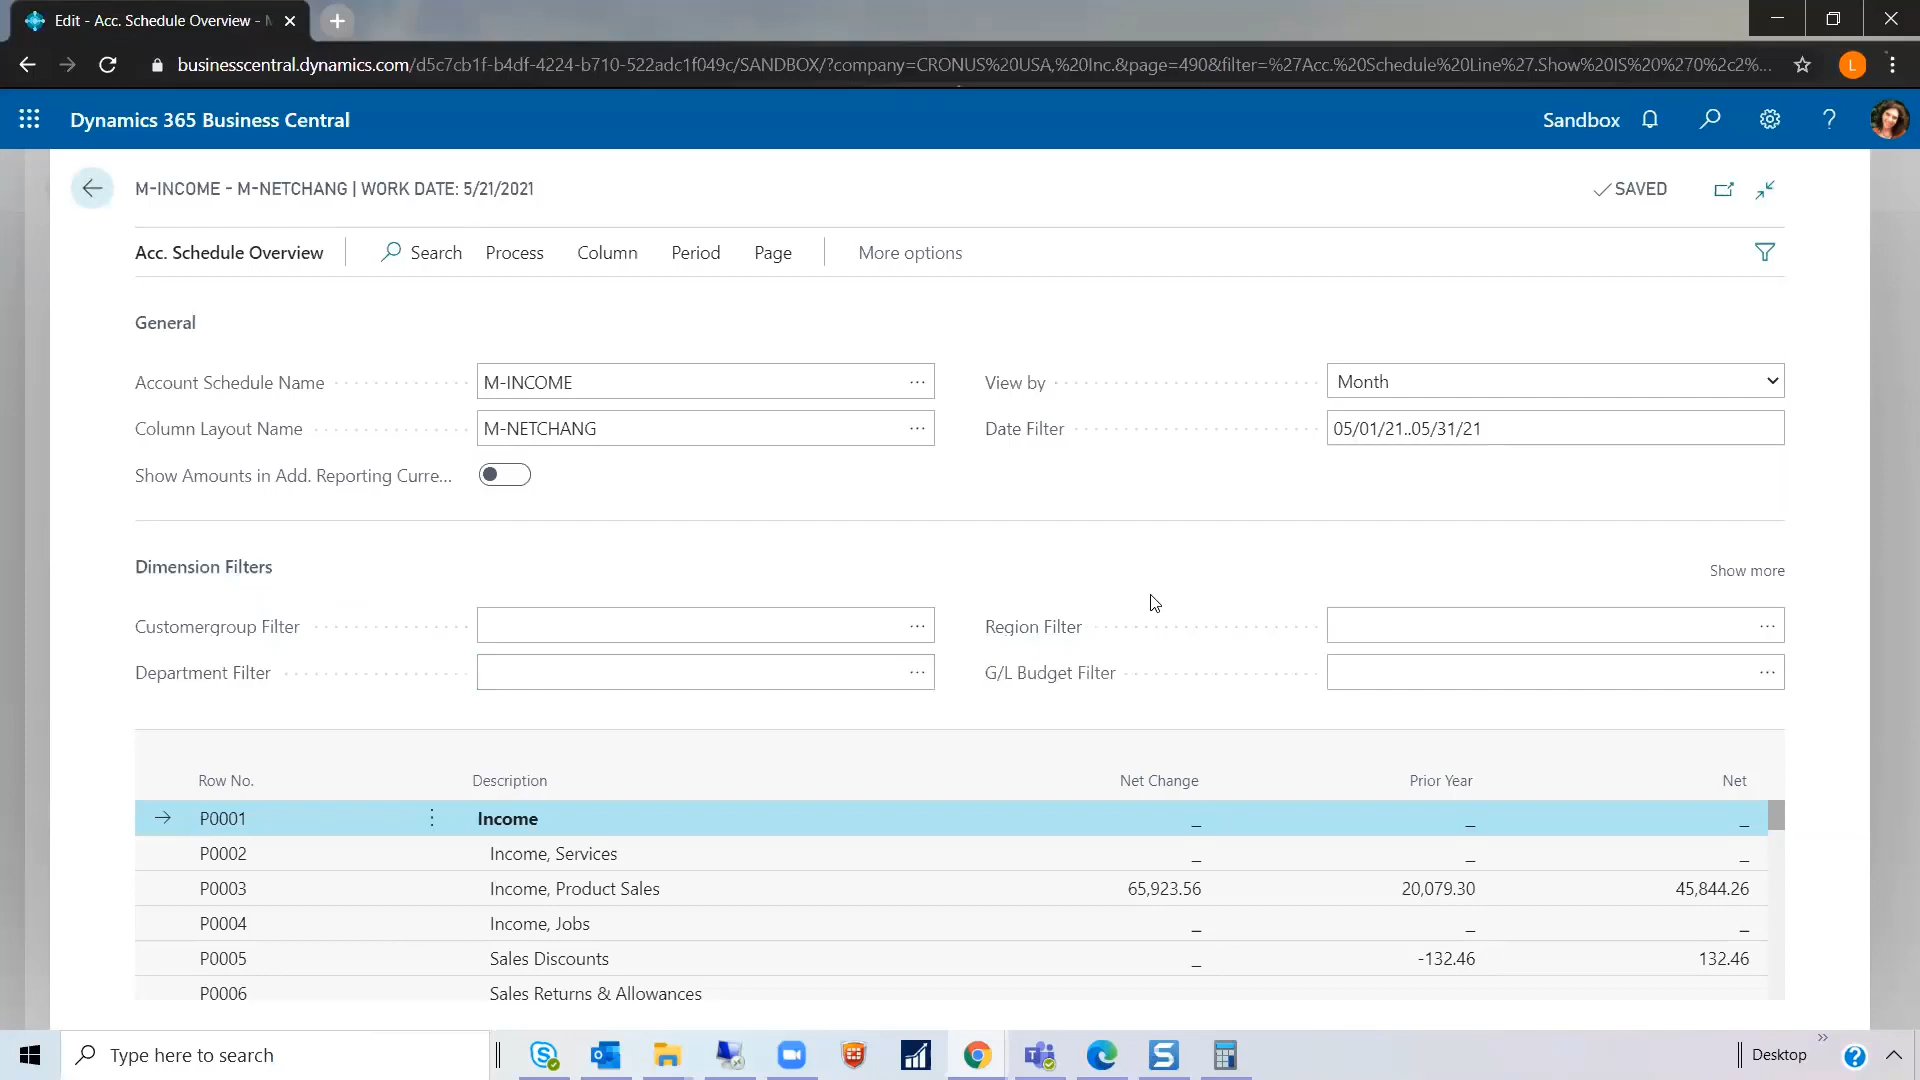 Edit - Acc. Schedule Overview -
businesscentral.dynamics.com/d5c7cb1f-b4df-4224-b710-522adc1f049c/SANDBOX/?company=CRONUS%20USA,%20Inc.&page=490&filter=%27Acc.%20Schedule%20Line%27.Show%20IS%20%270%2c2%...
L
Dynamics 365 Business Central
Sandbox
M-INCOME - M-NETCHANG | WORK DATE: 5/21/2021
SAVED
Acc. Schedule Overview
Search
Process
Column
Period
Page
More options
General
Account Schedule Name
M-INCOME
View by
Month
Column Layout Name
M-NETCHANG
Date Filter
05/01/21..05/31/21
Show Amounts in Add. Reporting Curre...
Dimension Filters
Show more
Customergroup Filter
Region Filter
Department Filter
G/L Budget Filter
Row No. Description Net Change Prior Year Net
P0001 Income _ _ _
P0002 Income, Services _ _ _
P0003 Income, Product Sales 65,923.56 20,079.30 45,844.26
P0004 Income, Jobs _ _ _
P0005 Sales Discounts _ -132.46 132.46
P0006 Sales Returns & Allowances
Type here to search
Desktop